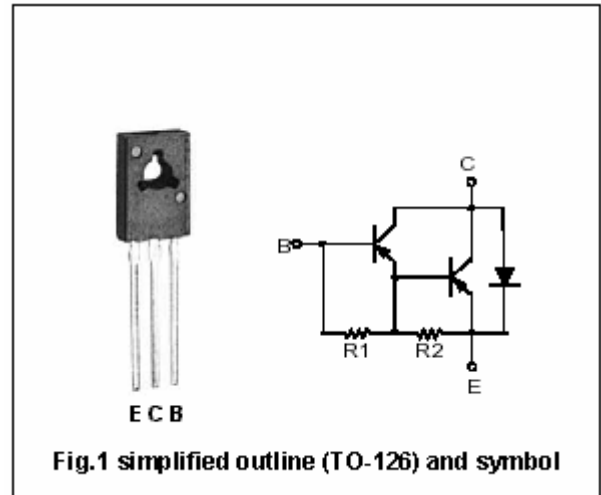 C
B
R1 R2
E
E C B
Fig.1 simplified outline (TO-126) and symbol